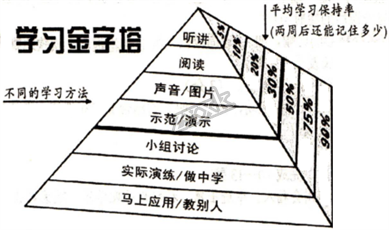 学习金字塔
平均学习保持率
(两周后还能记住多少)
不同的学习方法
听讲 5%
阅读 10%
声音/图片 20%
示范/演示 30%
小组讨论 50%
实际演练/做中学 75%
马上应用/教别人 90%